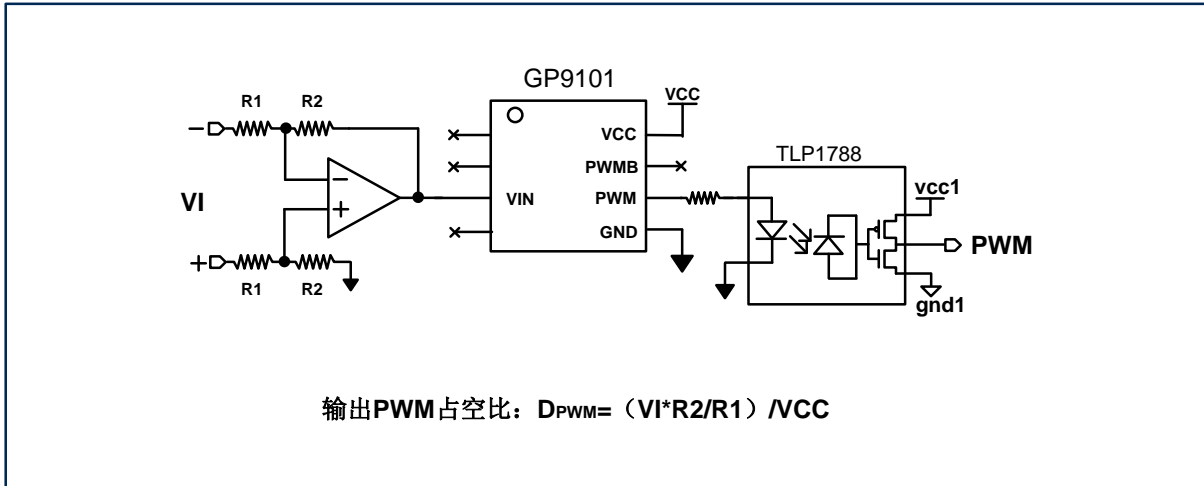 GP9101
R1
R2
VCC
VCC
PWMB
TLP1788
VI
VIN
PWM
vcc1
GND
PWM
R1
R2
gnd1
输出PWM占空比：DPWM=（VI*R2/R1）/VCC